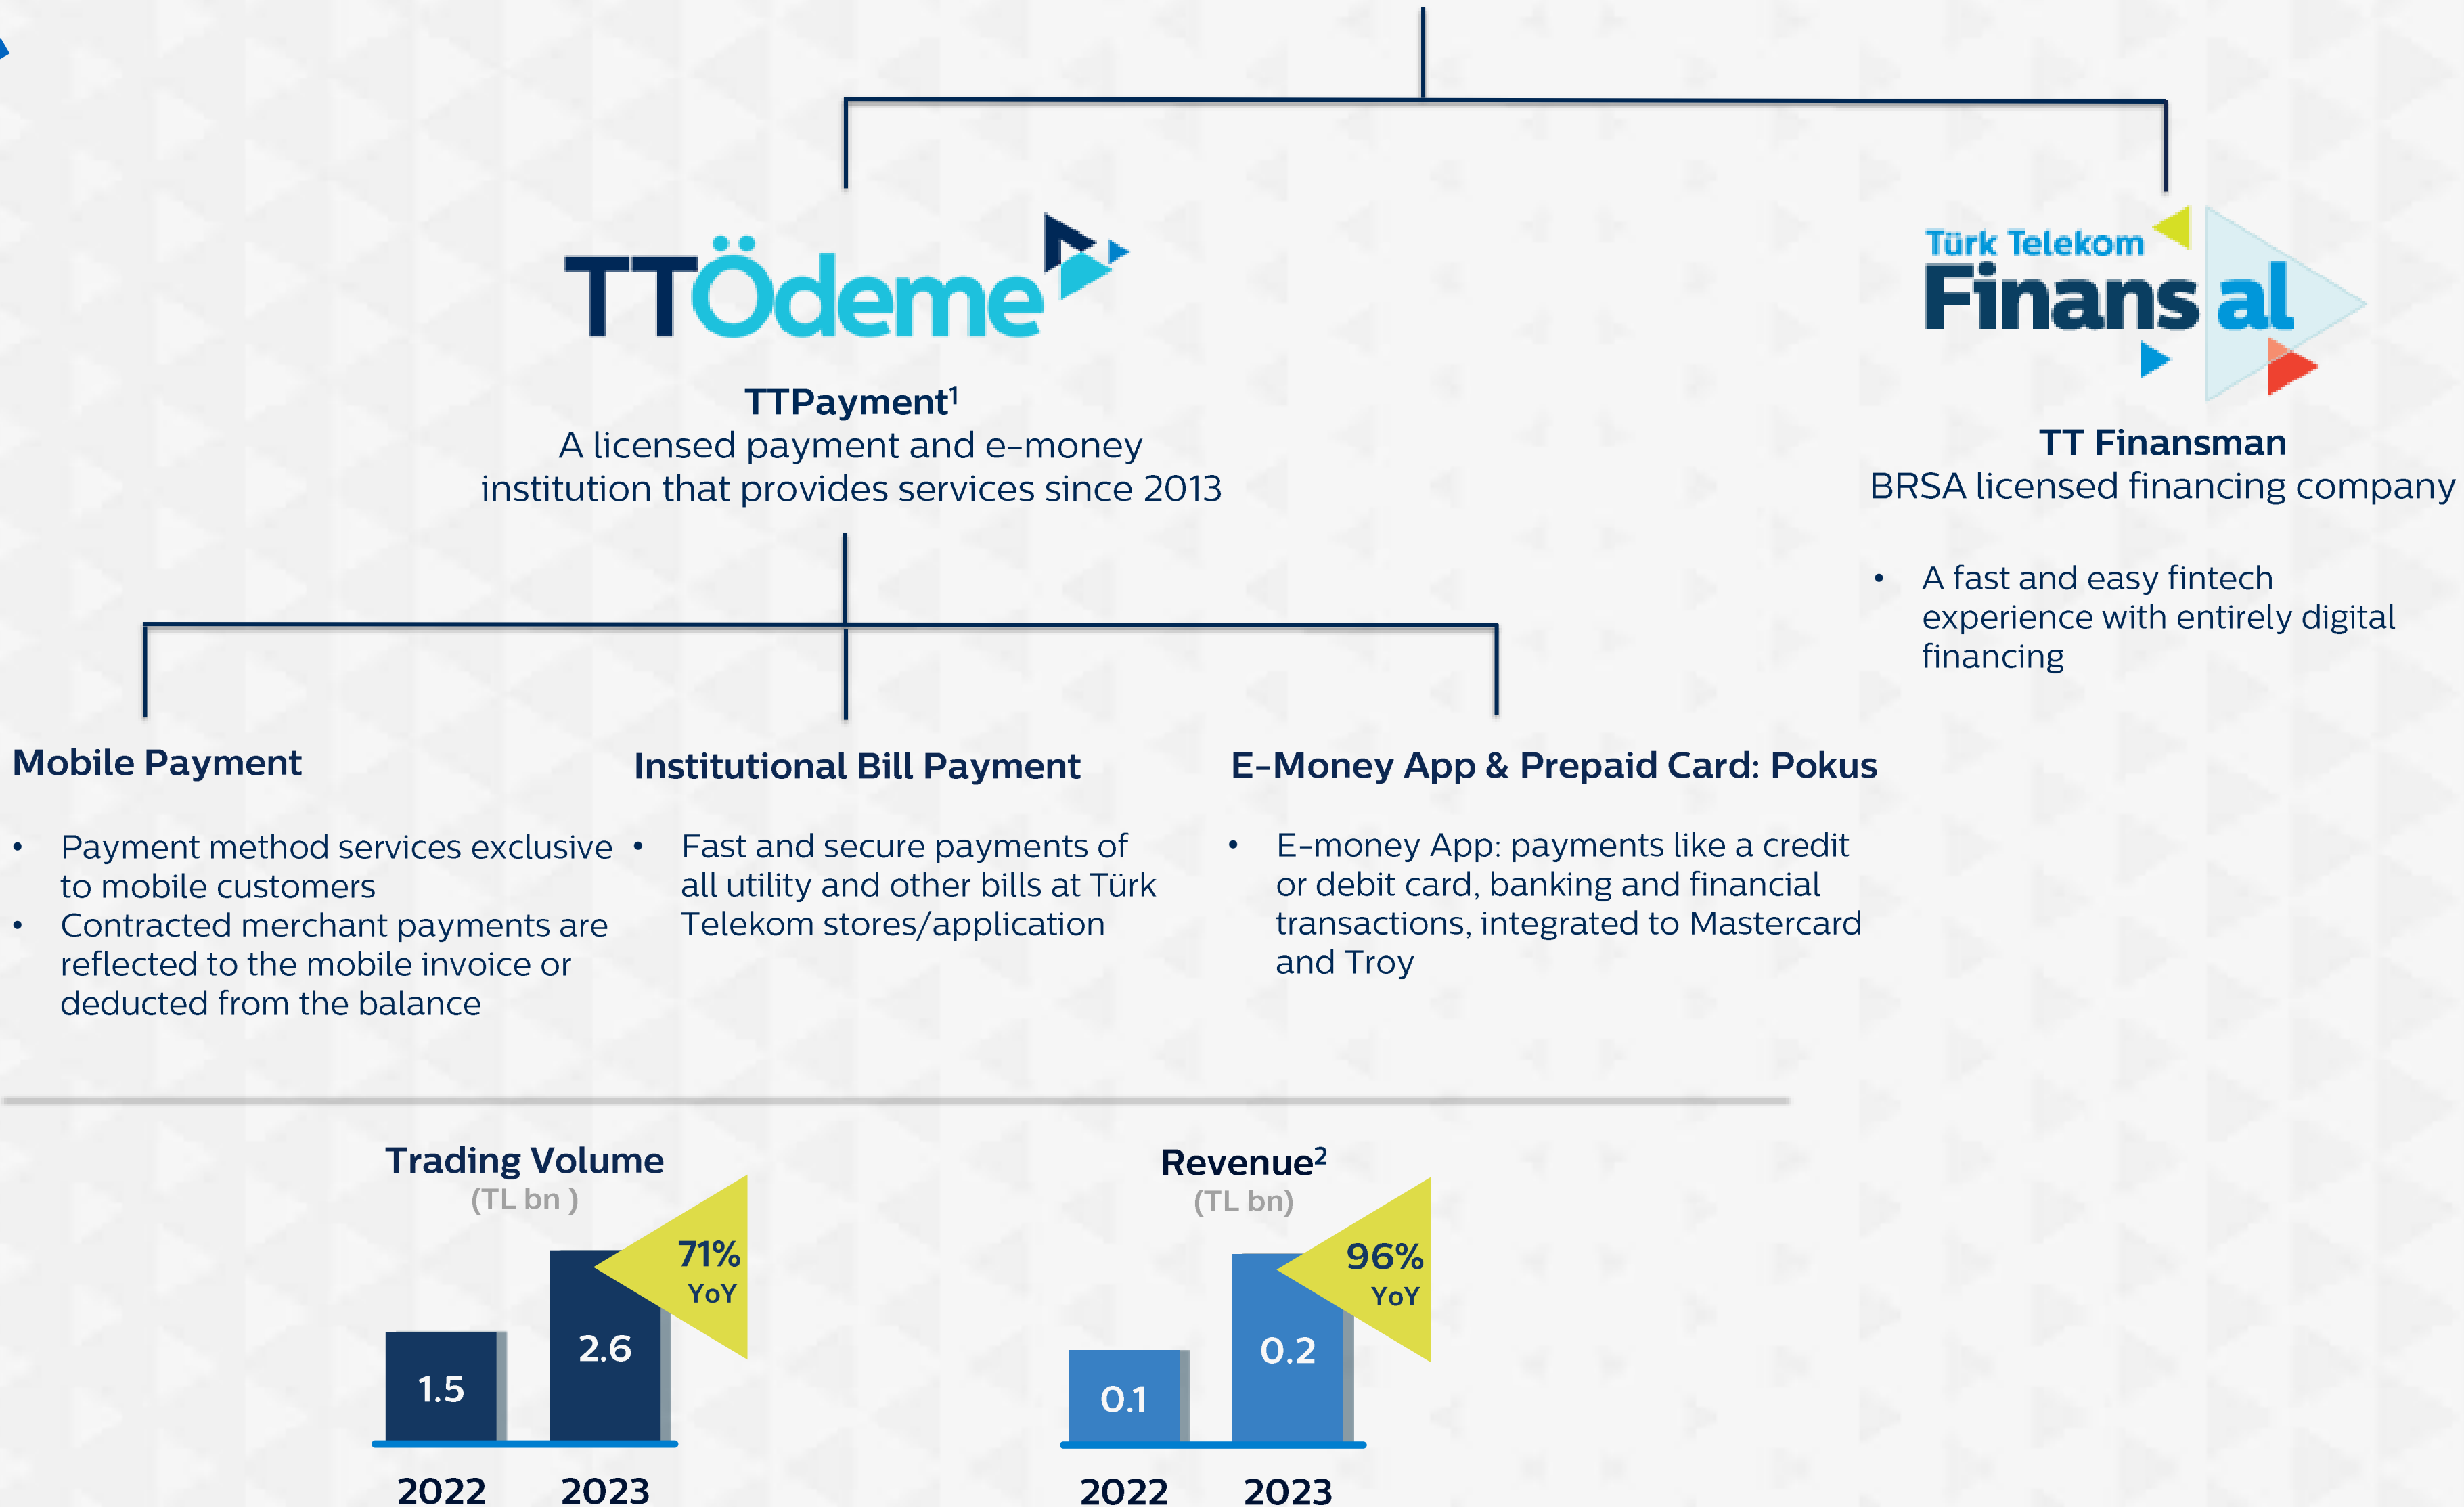 TTÖdeme
TTPayment¹
A licensed payment and e-money
institution that provides services since 2013
Türk Telekom
Finansal
TT Finansman
BRSA licensed financing company
• A fast and easy fintech
experience with entirely digital
financing
Mobile Payment
• Payment method services exclusive
to mobile customers
• Contracted merchant payments are
reflected to the mobile invoice or
deducted from the balance
Institutional Bill Payment
• Fast and secure payments of
all utility and other bills at Türk
Telekom stores/application
E-Money App & Prepaid Card: Pokus
• E-money App: payments like a credit
or debit card, banking and financial
transactions, integrated to Mastercard
and Troy
Trading Volume
(TL bn )
71%
YoY
1.5
2.6
2022 2023
Revenue²
(TL bn)
96%
YoY
0.1
0.2
2022 2023